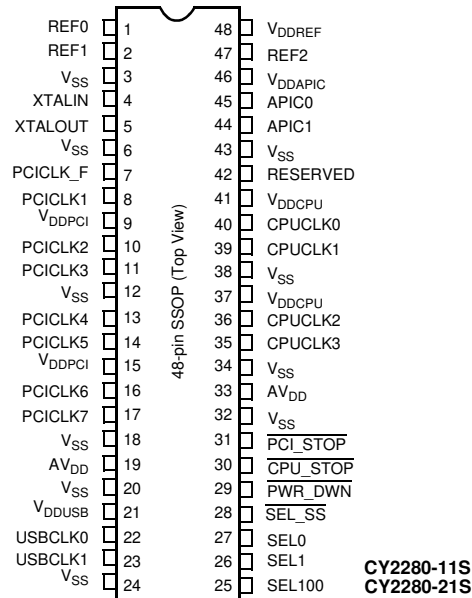 REF0 1 48 VDDREF
REF1 2 47 REF2
VSS 3 46 VDDAPIC
XTALIN 4 45 APIC0
XTALOUT 5 44 APIC1
VSS 6 43 VSS
PCICLK_F 7 42 RESERVED
PCICLK1 8 41 VDDCPU
VDDPCI 9 40 CPUCLK0
PCICLK2 10 39 CPUCLK1
PCICLK3 11 38 VSS
VSS 12 37 VDDCPU
PCICLK4 13 36 CPUCLK2
PCICLK5 14 35 CPUCLK3
VDDPCI 15 34 VSS
PCICLK6 16 33 AVDD
PCICLK7 17 32 VSS
VSS 18 31 PCI_STOP
AVDD 19 30 CPU_STOP
VSS 20 29 PWR_DWN
VDDUSB 21 28 SEL_SS
USBCLK0 22 27 SEL0
USBCLK1 23 26 SEL1
VSS 24 25 SEL100
48-pin SSOP (Top View)
CY2280-11S
CY2280-21S